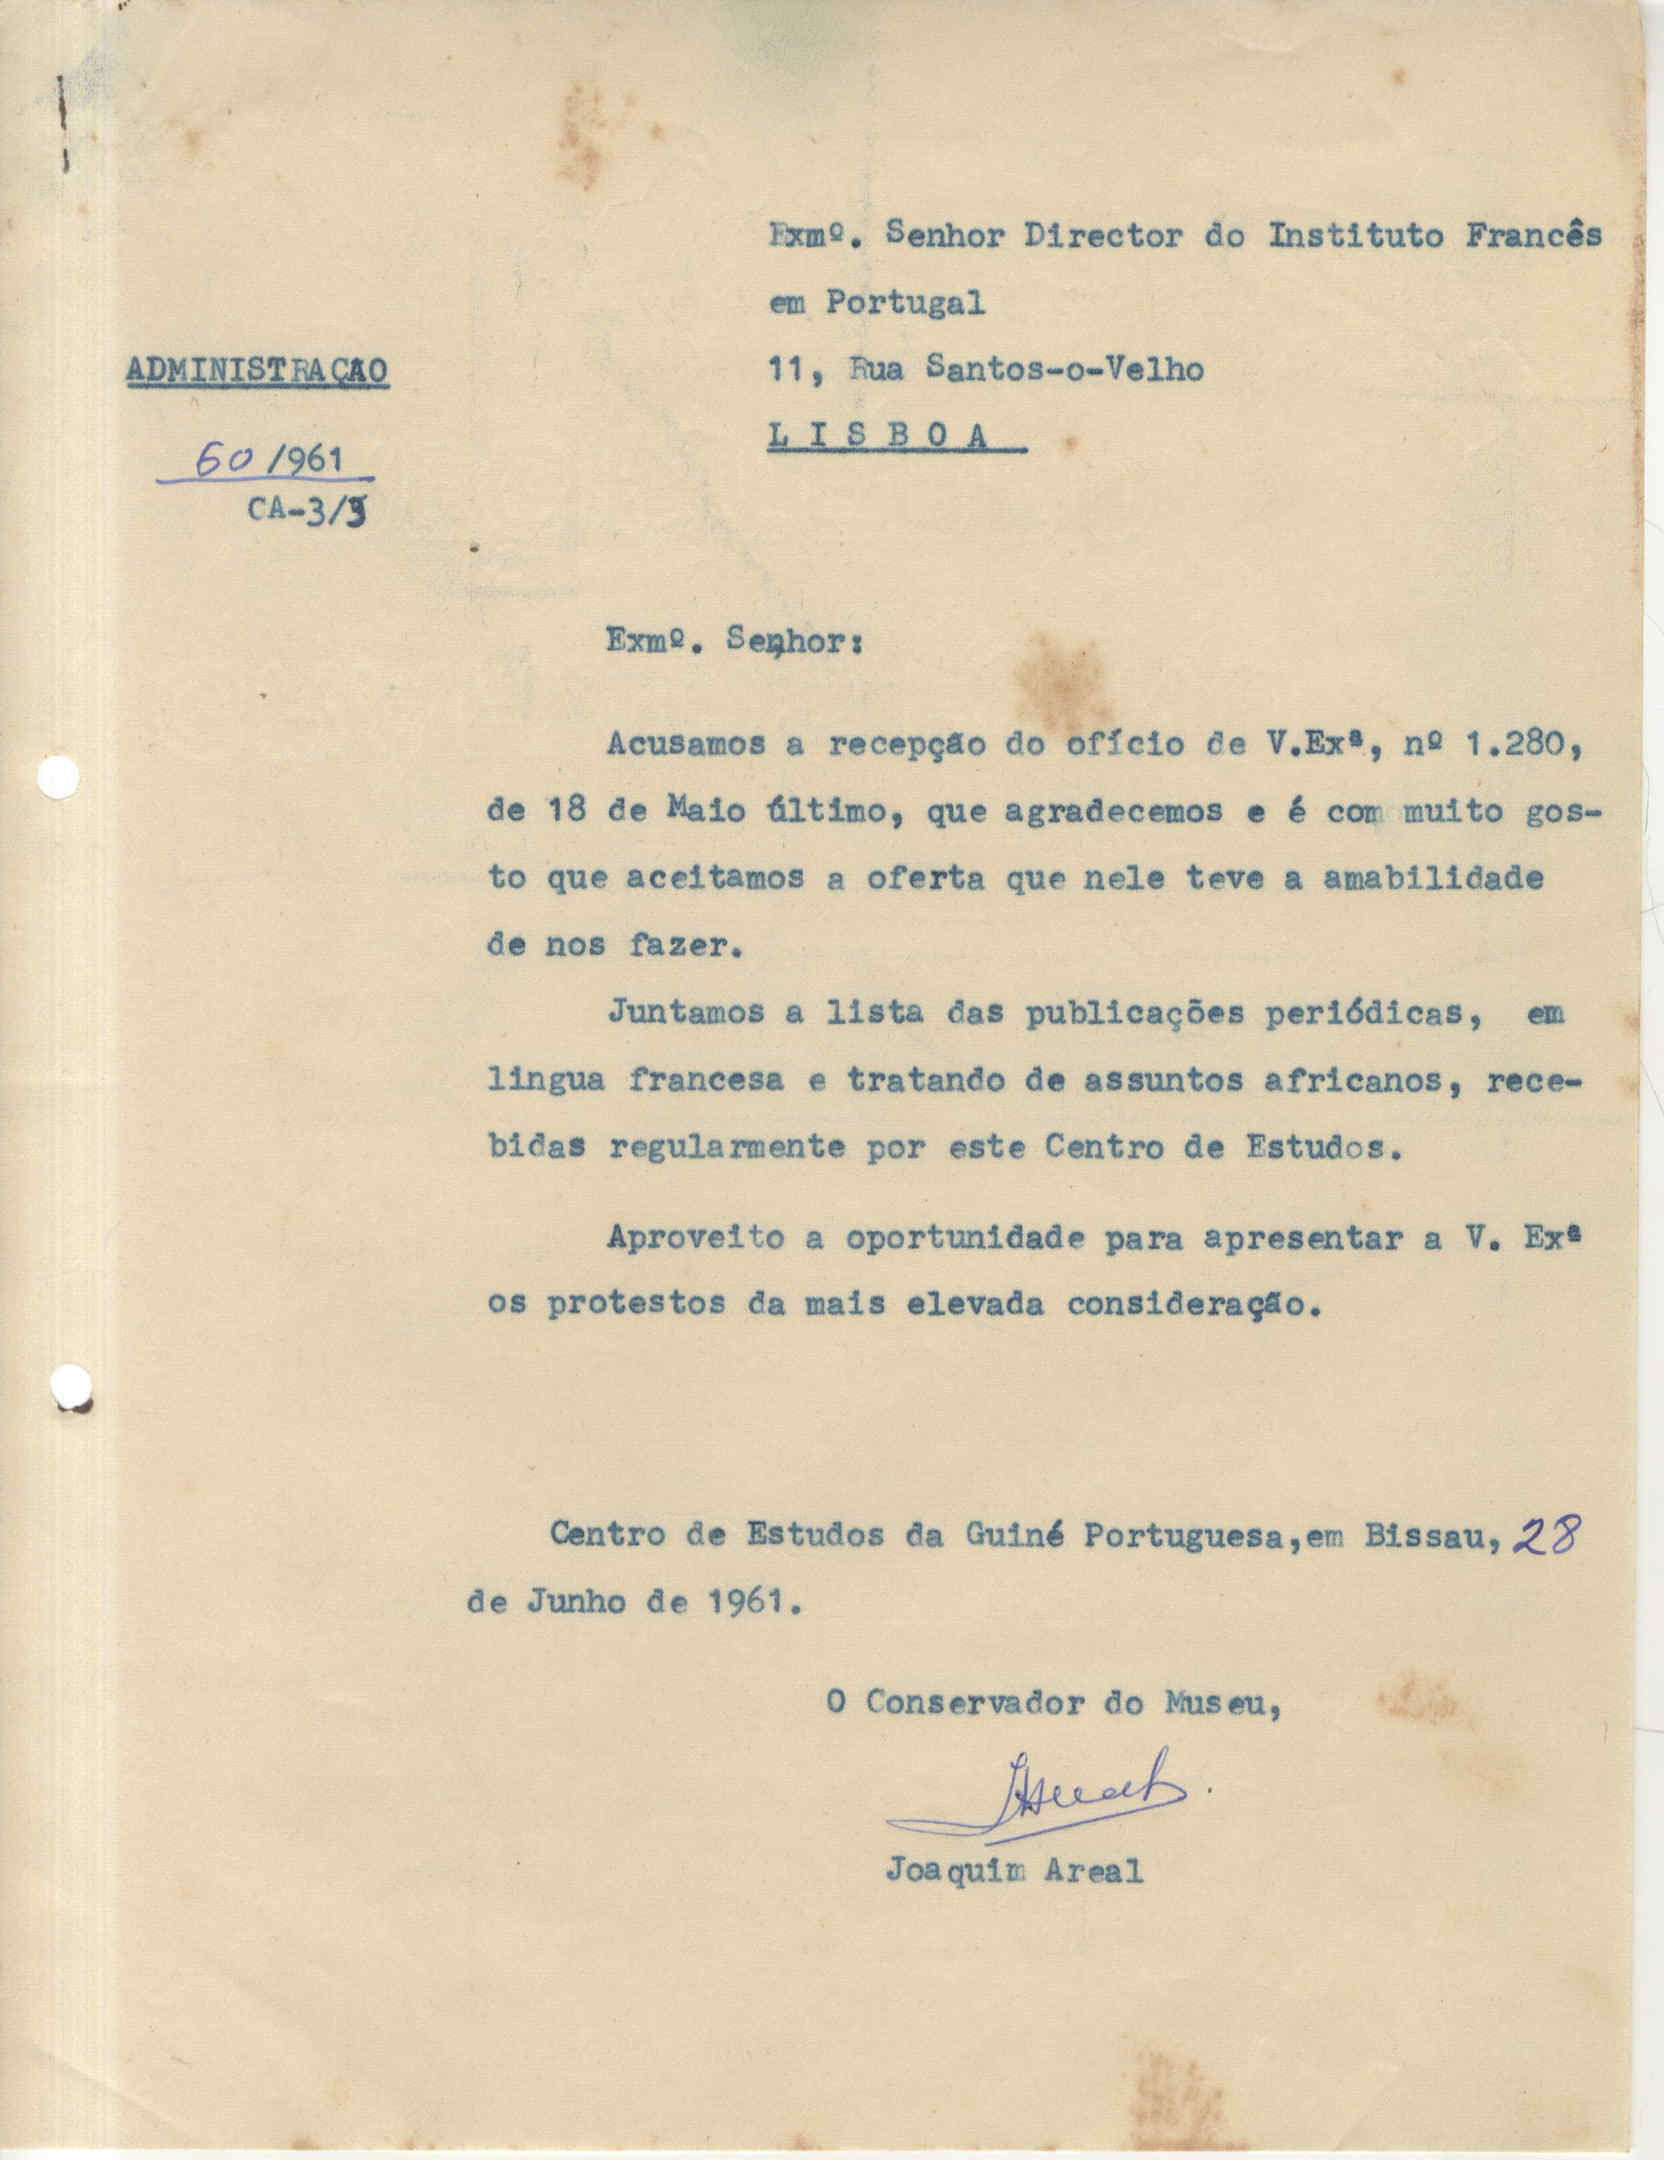 Exmº. Senhor Director do Instituto Francês
em Portugal
11, Rua Santos-o-Velho
L I S B O A
ADMINISTRAÇÃO
60/961
CA-3/
Exmº. Senhor:
Acusamos a recepção do ofício de V.Exª, nº 1.280,
de 18 de Maio último, que agradecemos e é com muito gos-
to que aceitamos a oferta que nele teve a amabilidade
de nos fazer.
Juntamos a lista das publicações periódicas, em
lingua francesa e tratando de assuntos africanos, rece-
bidas regularmente por este Centro de Estudos.
Aproveito a oportunidade para apresentar a V. Exª
os protestos da mais elevada consideração.
Centro de Estudos da Guiné Portuguesa,em Bissau, 28
de Junho de 1961.
O Conservador do Museu,
Joaquim Areal